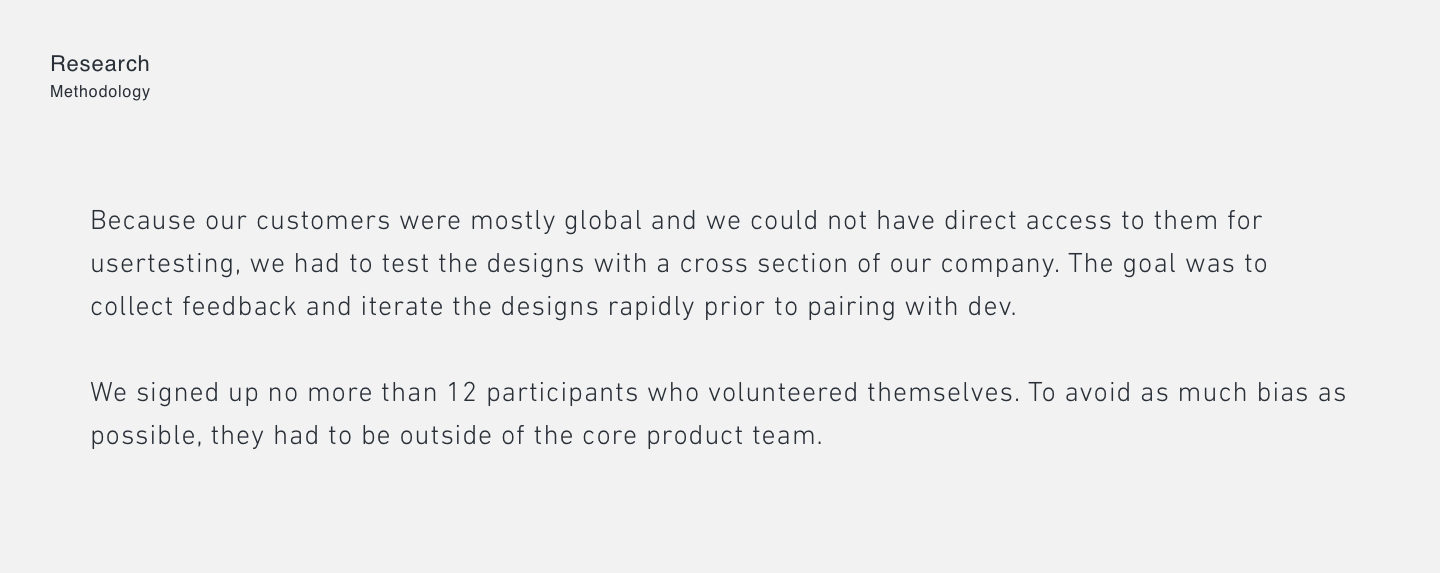 Research
Methodology
Because our customers were mostly global and we could not have direct access to them for
usertesting, we had to test the designs with a cross section of our company. The goal was to
collect feedback and iterate the designs rapidly prior to pairing with dev.
We signed up no more than 12 participants who volunteered themselves. To avoid as much bias as
possible, they had to be outside of the core product team.